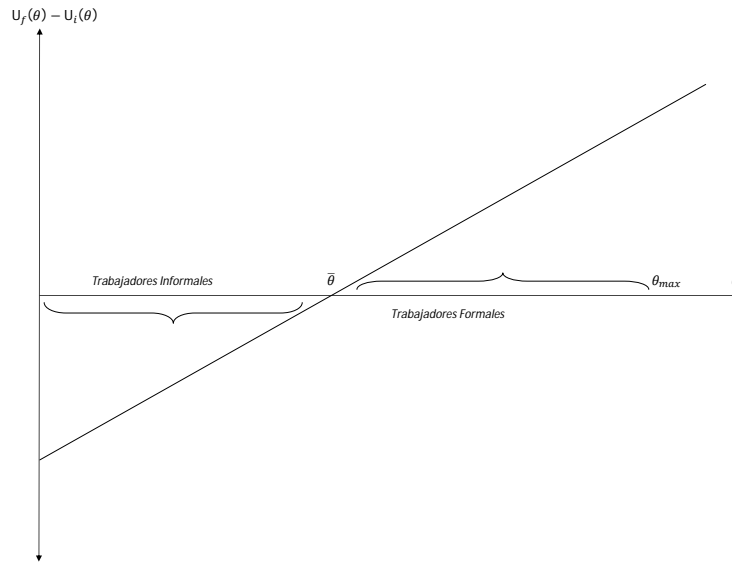 U_f(θ) − U_i(θ)
Trabajadores Informales
θ̅
θ_max
Trabajadores Formales